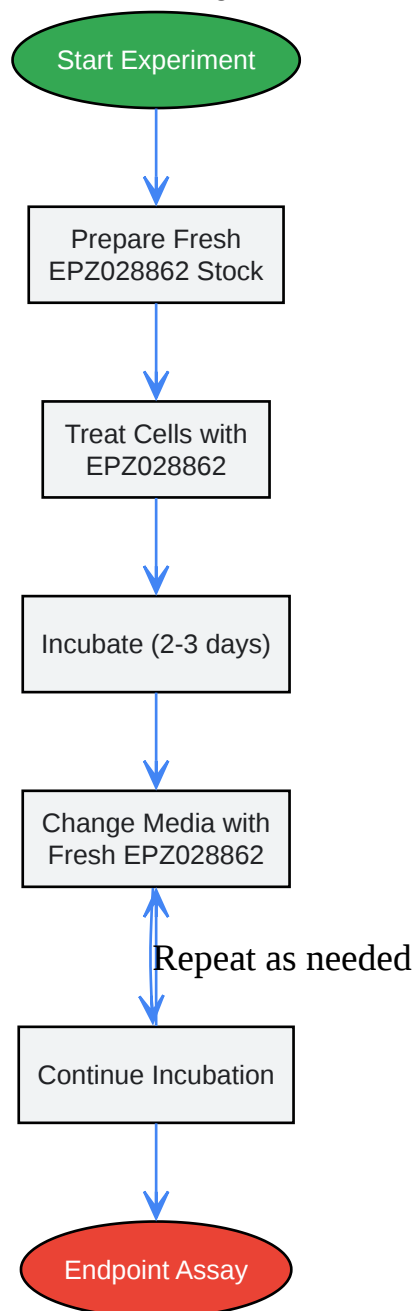 Start Experiment
Prepare Fresh
EPZ028862 Stock
Treat Cells with
EPZ028862
Incubate (2-3 days)
Change Media with
Fresh EPZ028862
Repeat as needed
Continue Incubation
Endpoint Assay